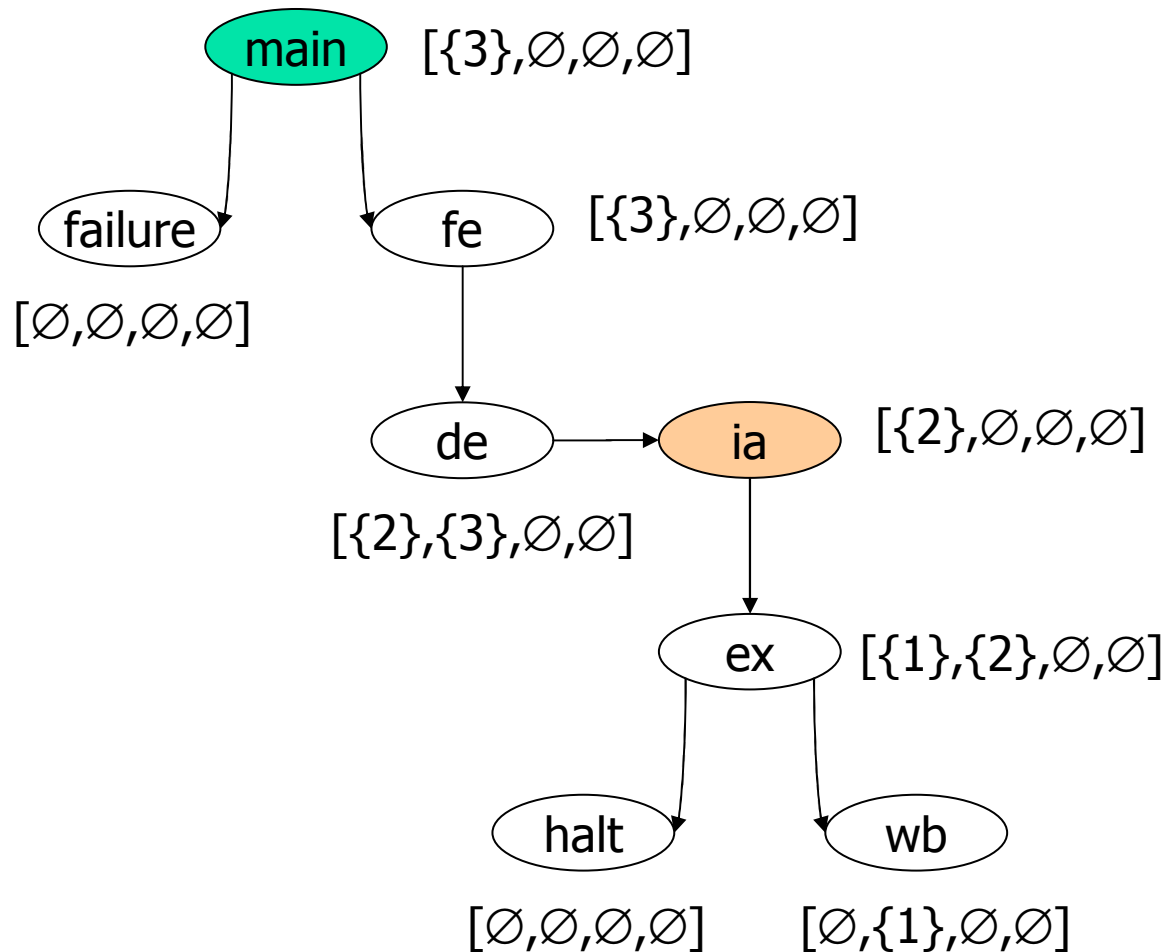 main [{3},∅,∅,∅]
failure fe [{3},∅,∅,∅]
[∅,∅,∅,∅]
de ia [{2},∅,∅,∅]
[{2},{3},∅,∅]
ex [{1},{2},∅,∅]
halt wb
[∅,∅,∅,∅] [∅,{1},∅,∅]